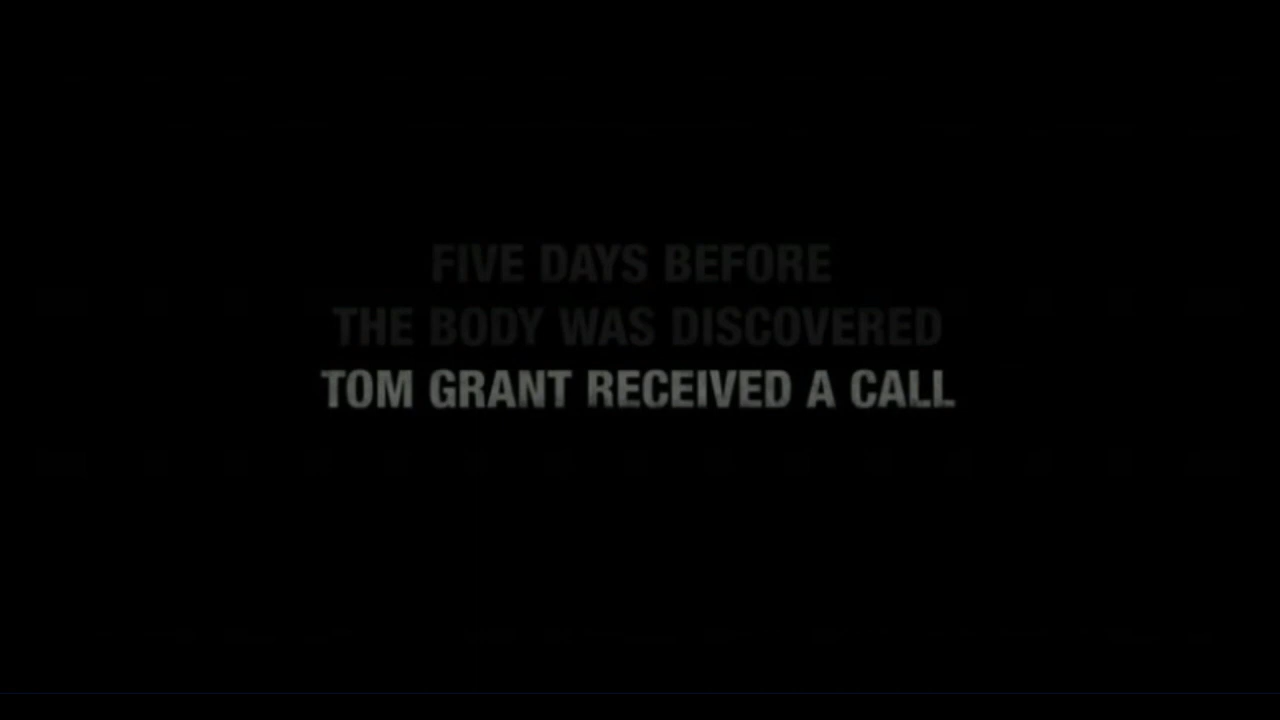 FIVE DAYS BEFORE
THE BODY WAS DISCOVERED
TOM GRANT RECEIVED A CALL